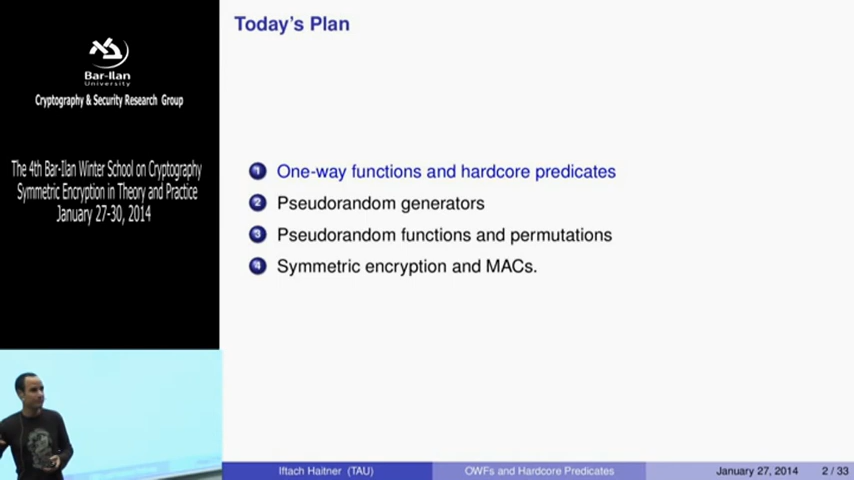 Bar-Ilan
University
Cryptography & Security Research Group
The 4th Bar-Ilan Winter School on Cryptography
Symmetric Encryption in Theory and Practice
January 27-30, 2014
Today's Plan
1 One-way functions and hardcore predicates
2 Pseudorandom generators
3 Pseudorandom functions and permutations
4 Symmetric encryption and MACs.
Iftach Haitner (TAU) OWFs and Hardcore Predicates January 27, 2014 2 / 33